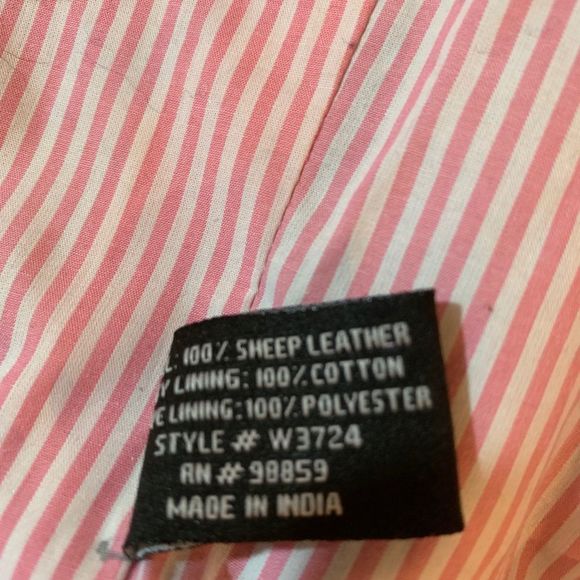 L: 100% SHEEP LEATHER
Y LINING: 100% COTTON
E LINING: 100% POLYESTER
STYLE # W3724
RN # 98859
MADE IN INDIA